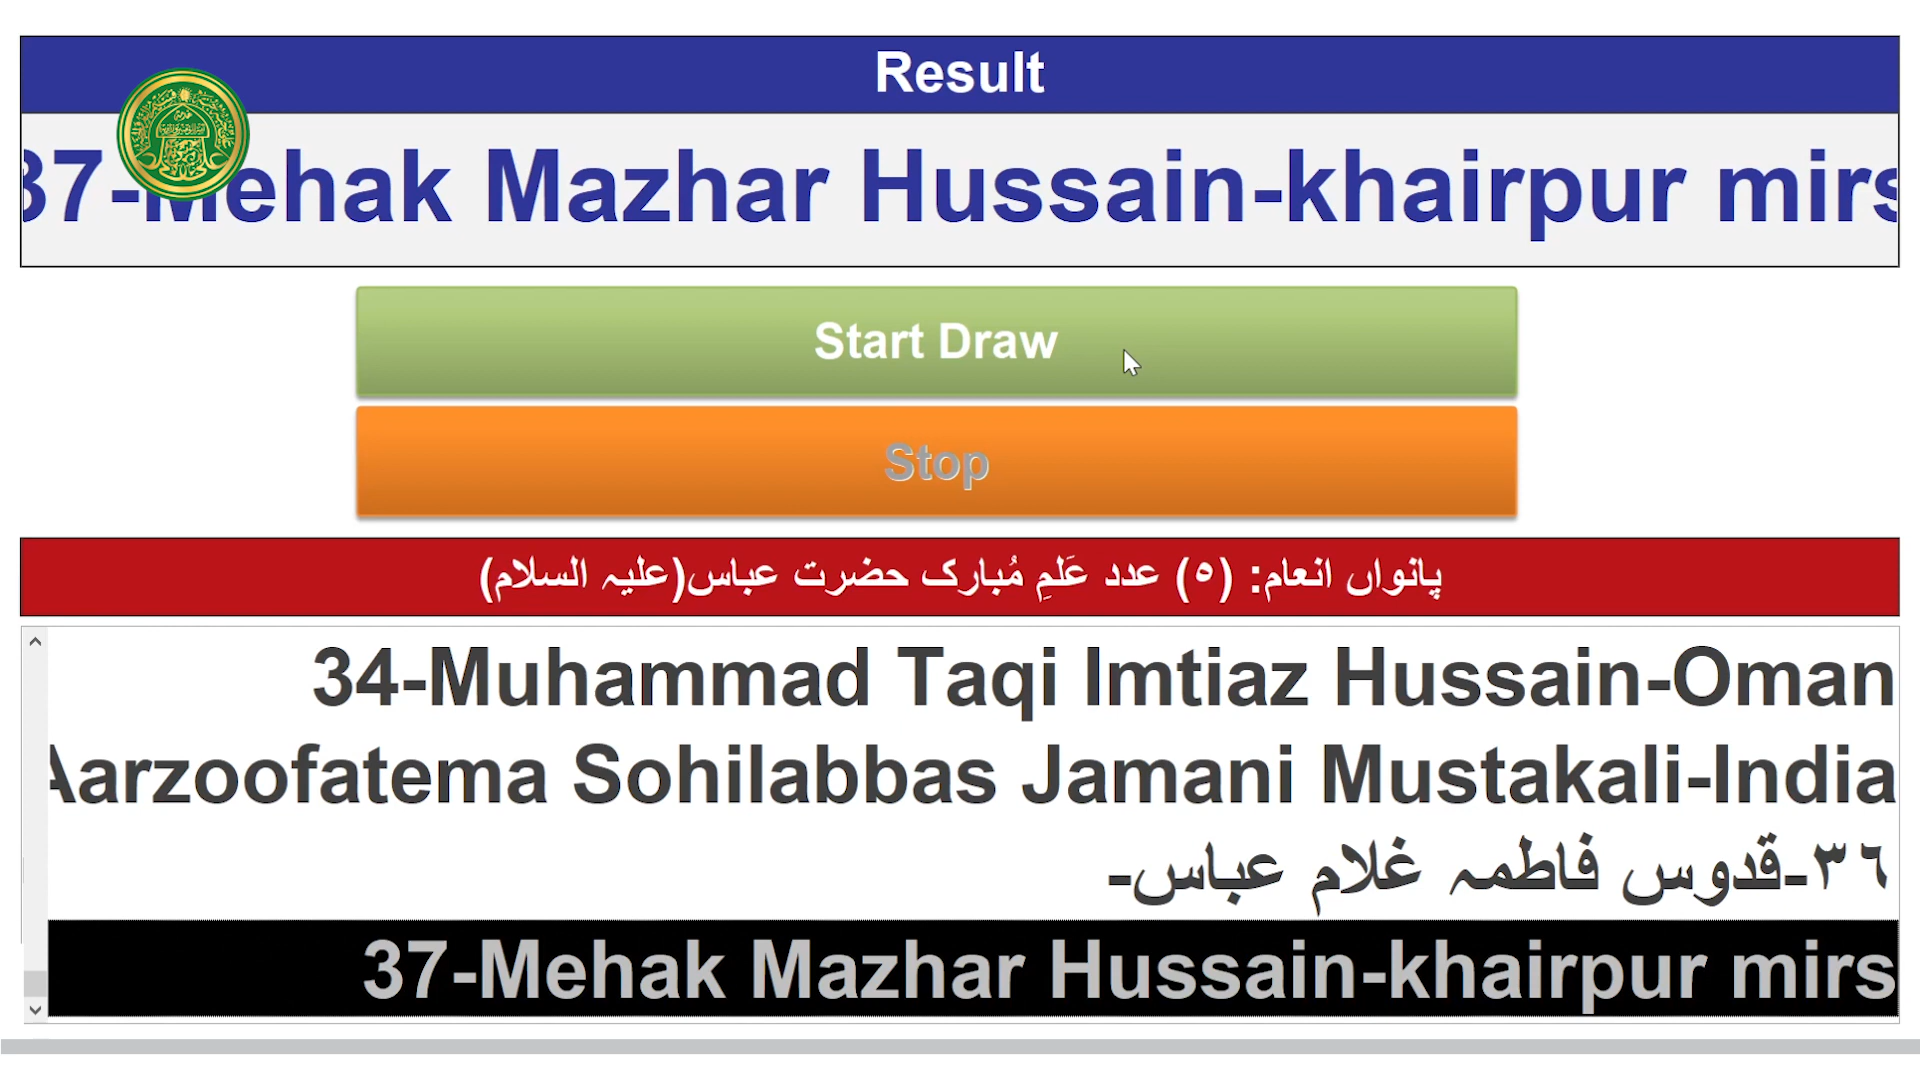 Result
37-Mehak Mazhar Hussain-khairpur mirs
Start Draw
Stop
پانواں انعام: (٥) عدد عَلمِ مُبارک حضرت عباس(علیہ السلام)
34-Muhammad Taqi Imtiaz Hussain-Oman
Aarzoofatema Sohilabbas Jamani Mustakali-India
٣٦-قدوس فاطمہ غلام عباس-
37-Mehak Mazhar Hussain-khairpur mirs